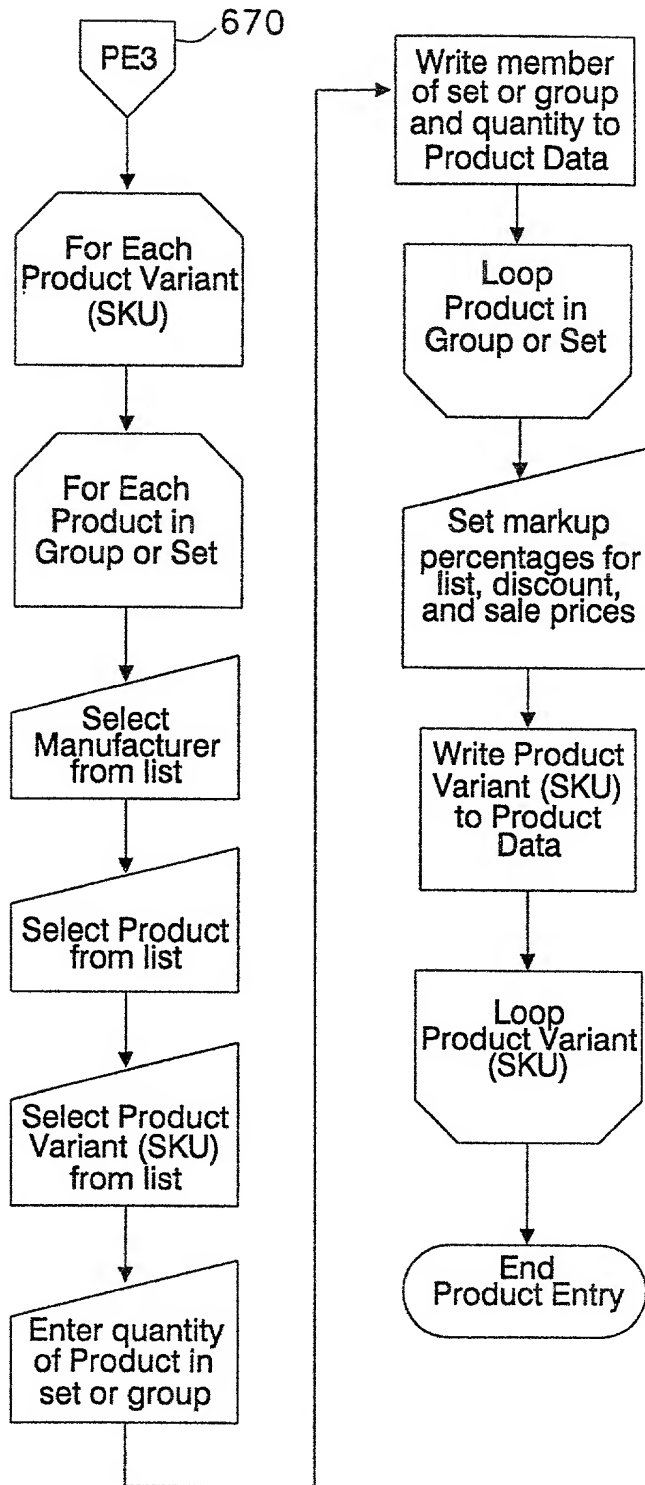 PE3
670
For Each
Product Variant
(SKU)
For Each
Product in
Group or Set
Select
Manufacturer
from list
Select Product
from list
Select Product
Variant (SKU)
from list
Enter quantity
of Product in
set or group
Write member
of set or group
and quantity to
Product Data
Loop
Product in
Group or Set
Set markup
percentages for
list, discount,
and sale prices
Write Product
Variant (SKU)
to Product
Data
Loop
Product Variant
(SKU)
End
Product Entry